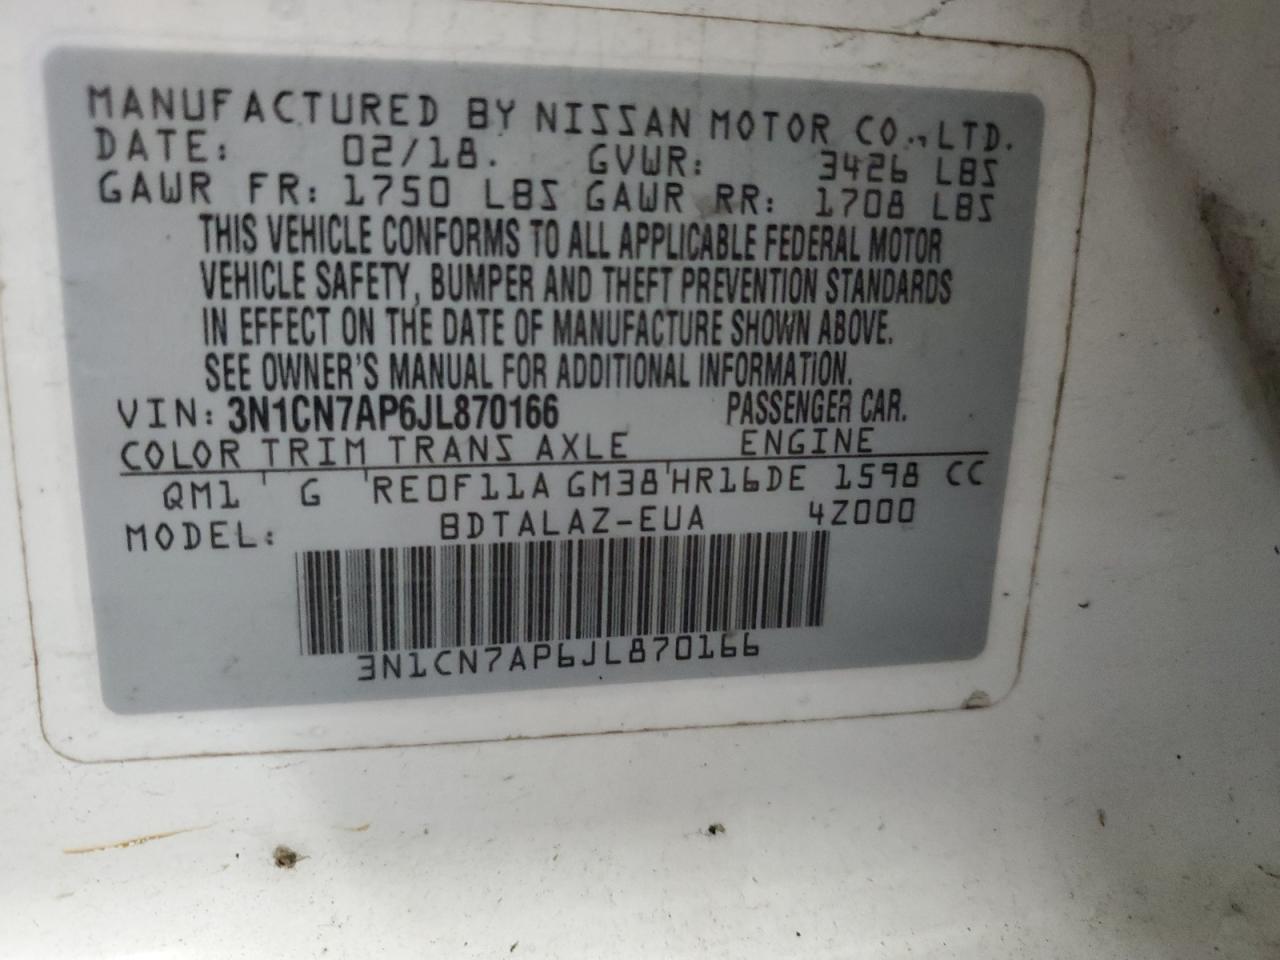 MANUFACTURED BY NISSAN MOTOR CO., LTD.
DATE: 02/18. GVWR: 3426 LBS
GAWR FR: 1750 LBS GAWR RR: 1708 LBS
THIS VEHICLE CONFORMS TO ALL APPLICABLE FEDERAL MOTOR
VEHICLE SAFETY, BUMPER AND THEFT PREVENTION STANDARDS
IN EFFECT ON THE DATE OF MANUFACTURE SHOWN ABOVE.
SEE OWNER'S MANUAL FOR ADDITIONAL INFORMATION.
VIN: 3N1CN7AP6JL870166 PASSENGER CAR.
COLOR TRIM TRANS AXLE ENGINE
QM1 G RE0F11A GM38 HR16DE 1598 CC
MODEL: BDTALAZ-EUA 4Z000
3N1CN7AP6JL870166